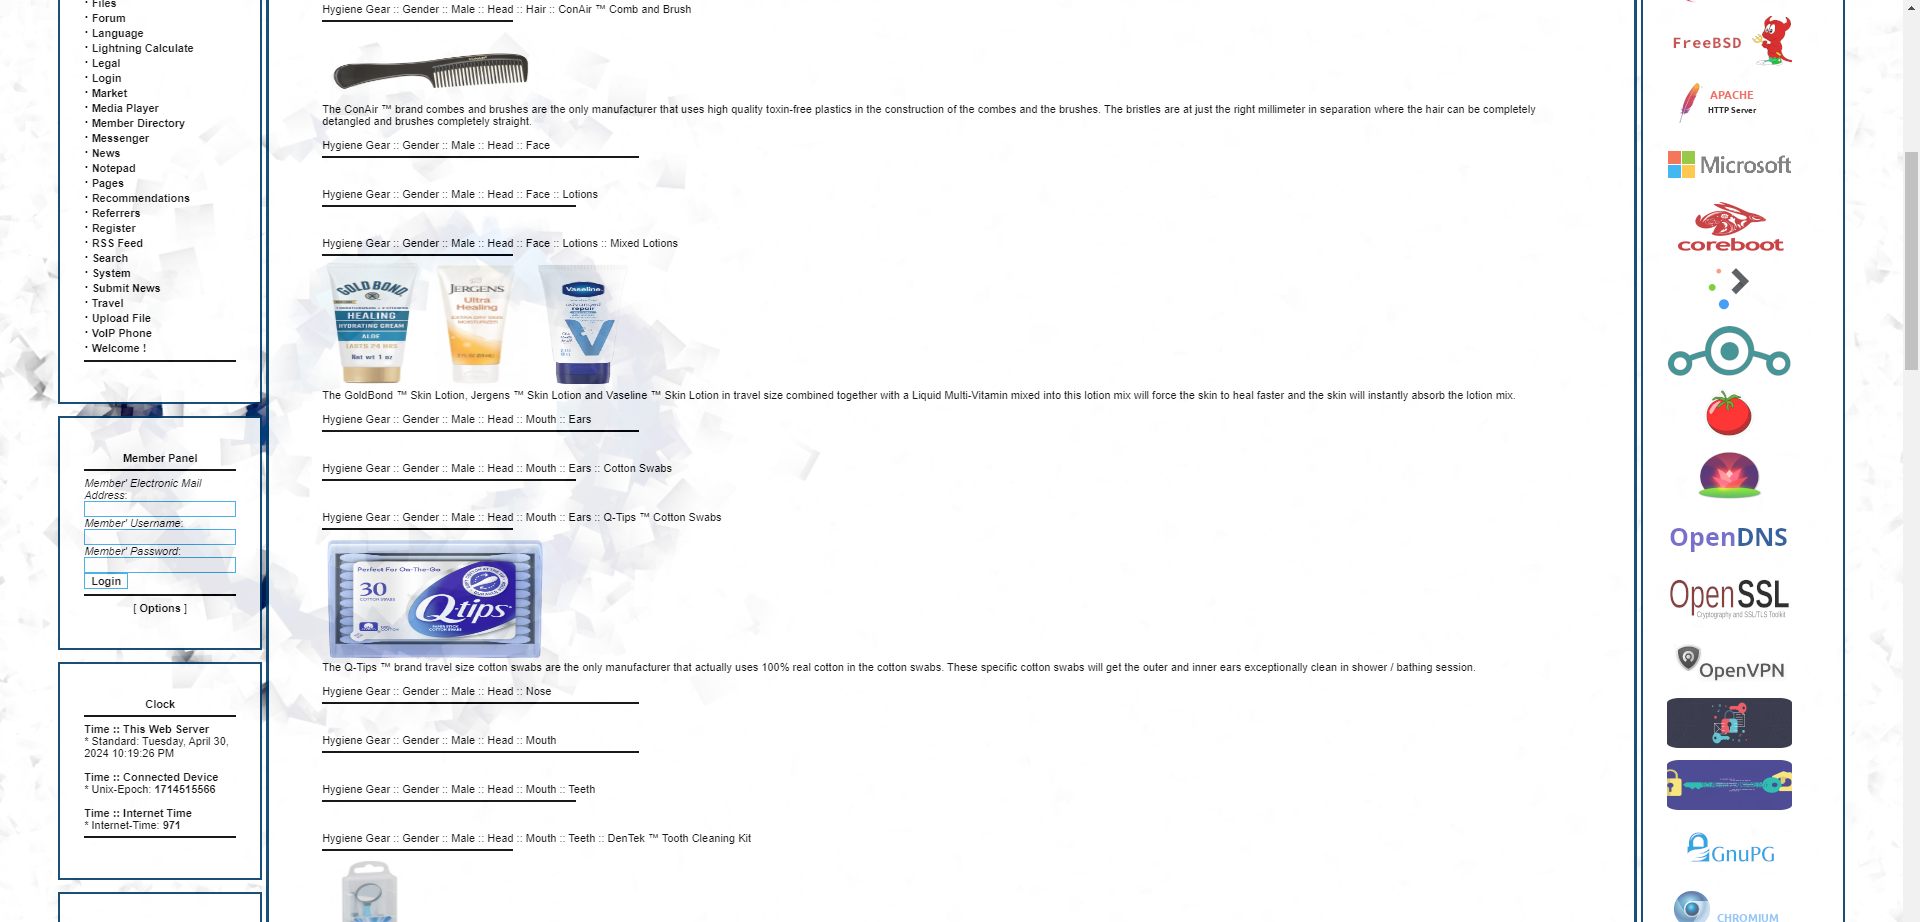 · Files
· Forum
· Language
· Lightning Calculate
· Legal
· Login
· Market
· Media Player
· Member Directory
· Messenger
· News
· Notepad
· Pages
· Recommendations
· Referrers
· Register
· RSS Feed
· Search
· System
· Submit News
· Travel
· Upload File
· VoIP Phone
· Welcome !
Member Panel
Member' Electronic Mail
Address:
Member' Username:
Member' Password:
Login
[ Options ]
Clock
Time :: This Web Server
* Standard: Tuesday, April 30,
2024 10:19:26 PM
Time :: Connected Device
* Unix-Epoch: 1714515566
Time :: Internet Time
* Internet-Time: 971
Hygiene Gear :: Gender :: Male :: Head :: Hair :: ConAir ™ Comb and Brush
The ConAir ™ brand combes and brushes are the only manufacturer that uses high quality toxin-free plastics in the construction of the combes and the brushes. The bristles are at just the right millimeter in separation where the hair can be completely
detangled and brushes completely straight.
Hygiene Gear :: Gender :: Male :: Head :: Face
Hygiene Gear :: Gender :: Male :: Head :: Face :: Lotions
Hygiene Gear :: Gender :: Male :: Head :: Face :: Lotions :: Mixed Lotions
GOLD BOND
HEALING
HYDRATING CREAM
ALOE
LASTS 24 HRS
Net wt 1 oz
JERGENS
Ultra
Healing
EXTRA DRY SKIN
MOISTURIZER
Vaseline
advanced
repair
The GoldBond ™ Skin Lotion, Jergens ™ Skin Lotion and Vaseline ™ Skin Lotion in travel size combined together with a Liquid Multi-Vitamin mixed into this lotion mix will force the skin to heal faster and the skin will instantly absorb the lotion mix.
Hygiene Gear :: Gender :: Male :: Head :: Mouth :: Ears
Hygiene Gear :: Gender :: Male :: Head :: Mouth :: Ears :: Cotton Swabs
Hygiene Gear :: Gender :: Male :: Head :: Mouth :: Ears :: Q-Tips ™ Cotton Swabs
Perfect For On-The-Go
30
COTTON SWABS
Q-tips
COTTON SWABS
The Q-Tips ™ brand travel size cotton swabs are the only manufacturer that actually uses 100% real cotton in the cotton swabs. These specific cotton swabs will get the outer and inner ears exceptionally clean in shower / bathing session.
Hygiene Gear :: Gender :: Male :: Head :: Nose
Hygiene Gear :: Gender :: Male :: Head :: Mouth
Hygiene Gear :: Gender :: Male :: Head :: Mouth :: Teeth
Hygiene Gear :: Gender :: Male :: Head :: Mouth :: Teeth :: DenTek ™ Tooth Cleaning Kit
FreeBSD
APACHE
HTTP Server
Microsoft
coreboot
OpenDNS
OpenSSL
Cryptography and SSL/TLS Toolkit
OpenVPN
GnuPG
CHROMIUM